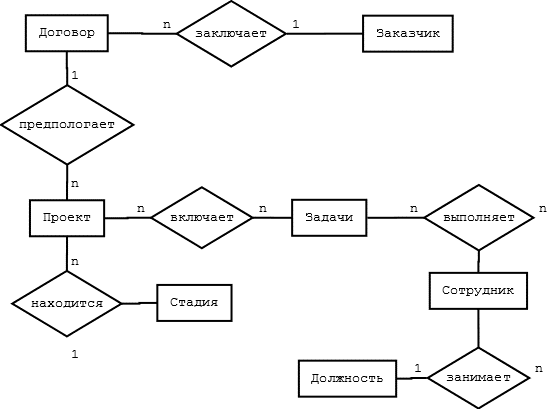 Договор
n
заключает
1
Заказчик
1
предпологает
n
Проект
n
включает
n
Задачи
n
выполняет
n
n
находится
Стадия
1
Сотрудник
Должность
1
занимает
n